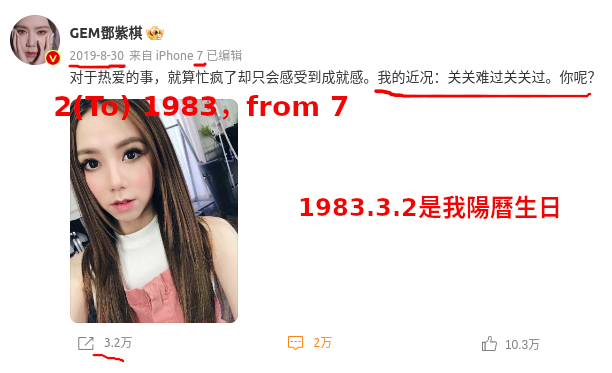 GEM鄧紫棋
2019-8-30 来自 iPhone 7 已编辑
对于热爱的事，就算忙疯了却只会感受到成就感。我的近况：关关难过关关过。你呢？
2(To) 1983，from 7
1983.3.2是我陽曆生日
3.2万 2万 10.3万